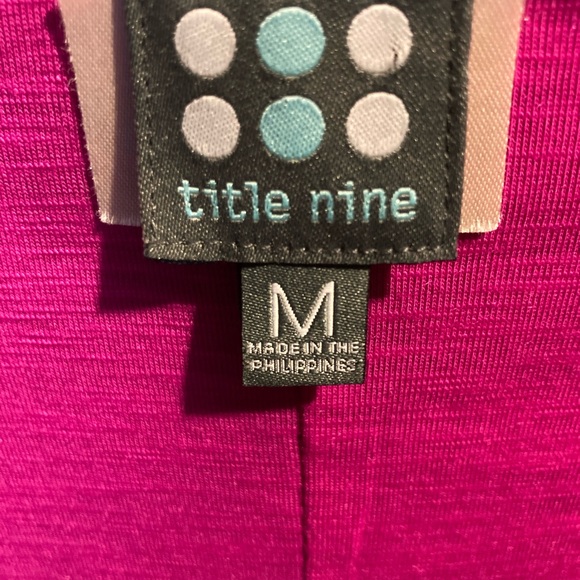 title nine
M
MADE IN THE
PHILIPPINES